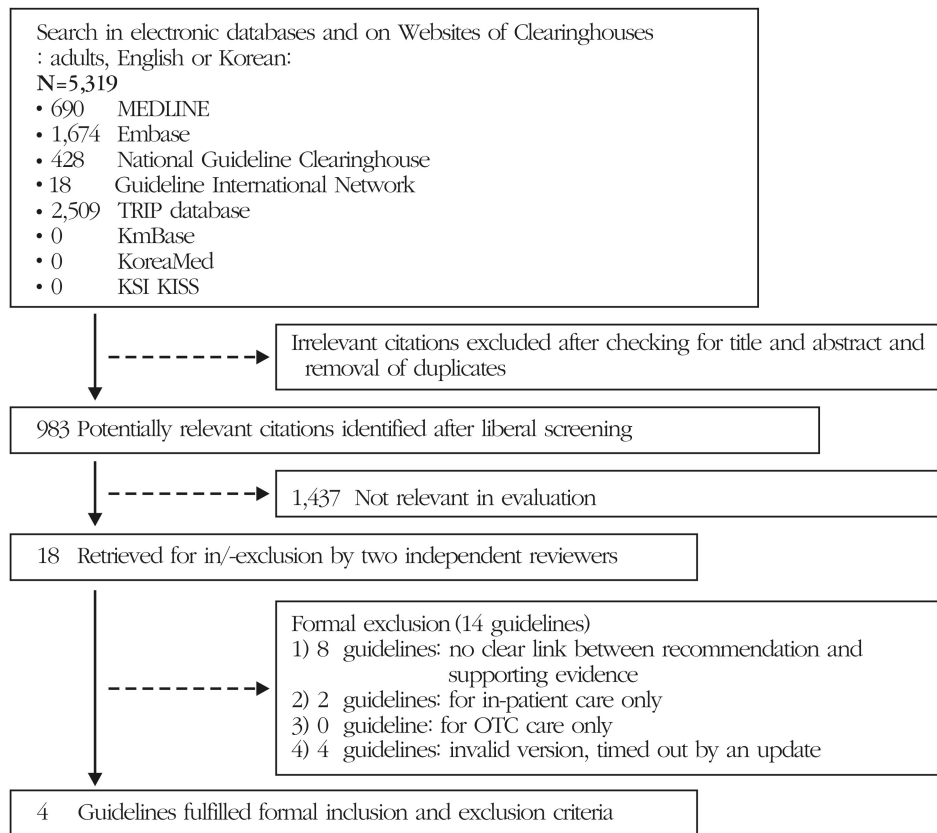 Search in electronic databases and on Websites of Clearinghouses
: adults, English or Korean:
N=5,319
• 690 MEDLINE
• 1,674 Embase
• 428 National Guideline Clearinghouse
• 18 Guideline International Network
• 2,509 TRIP database
• 0 KmBase
• 0 KoreaMed
• 0 KSI KISS
Irrelevant citations excluded after checking for title and abstract and
removal of duplicates
983 Potentially relevant citations identified after liberal screening
1,437 Not relevant in evaluation
18 Retrieved for in/-exclusion by two independent reviewers
Formal exclusion (14 guidelines)
1) 8 guidelines: no clear link between recommendation and
supporting evidence
2) 2 guidelines: for in-patient care only
3) 0 guideline: for OTC care only
4) 4 guidelines: invalid version, timed out by an update
4 Guidelines fulfilled formal inclusion and exclusion criteria